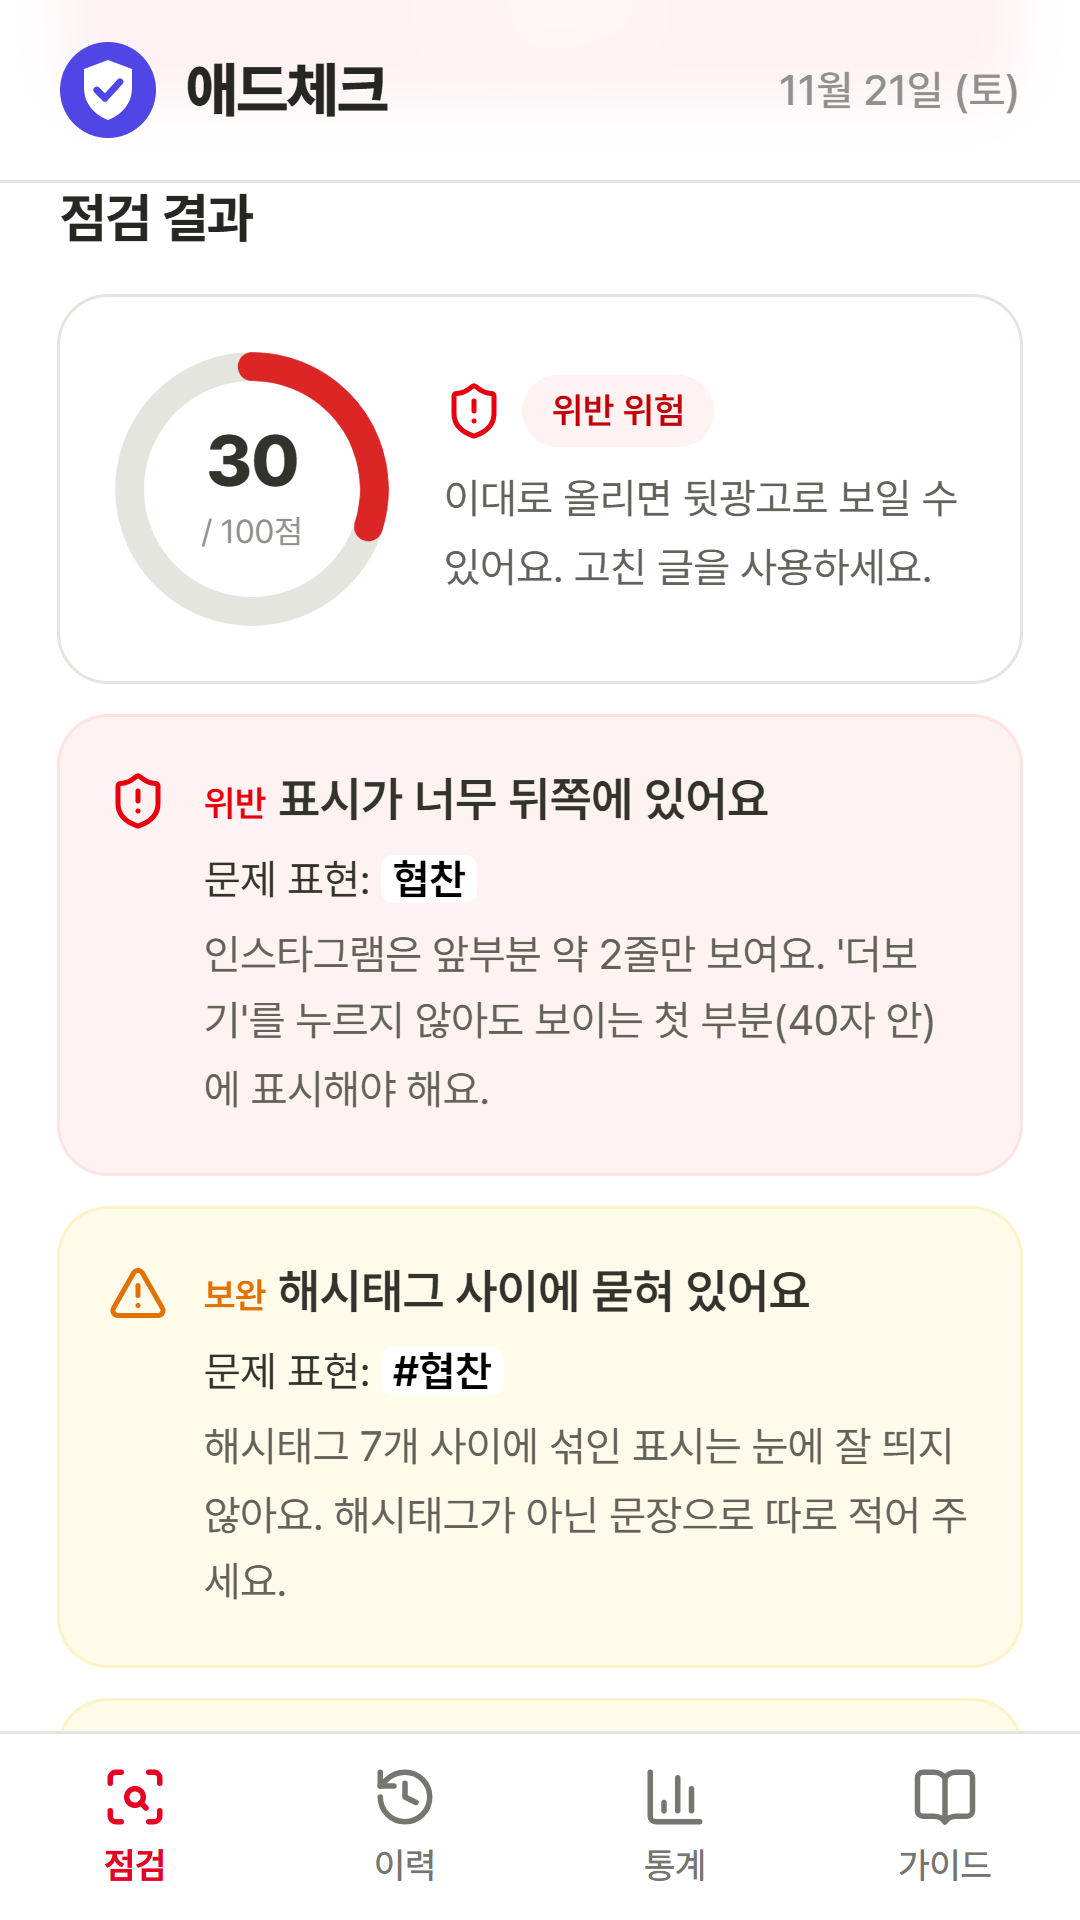 애드체크
11월 21일 (토)
점검 결과
30
/ 100점
위반 위험
이대로 올리면 뒷광고로 보일 수
있어요. 고친 글을 사용하세요.
위반 표시가 너무 뒤쪽에 있어요
문제 표현: 협찬
인스타그램은 앞부분 약 2줄만 보여요. '더보
기'를 누르지 않아도 보이는 첫 부분(40자 안)
에 표시해야 해요.
보완 해시태그 사이에 묻혀 있어요
문제 표현: #협찬
해시태그 7개 사이에 섞인 표시는 눈에 잘 띄지
않아요. 해시태그가 아닌 문장으로 따로 적어 주
세요.
점검
이력
통계
가이드